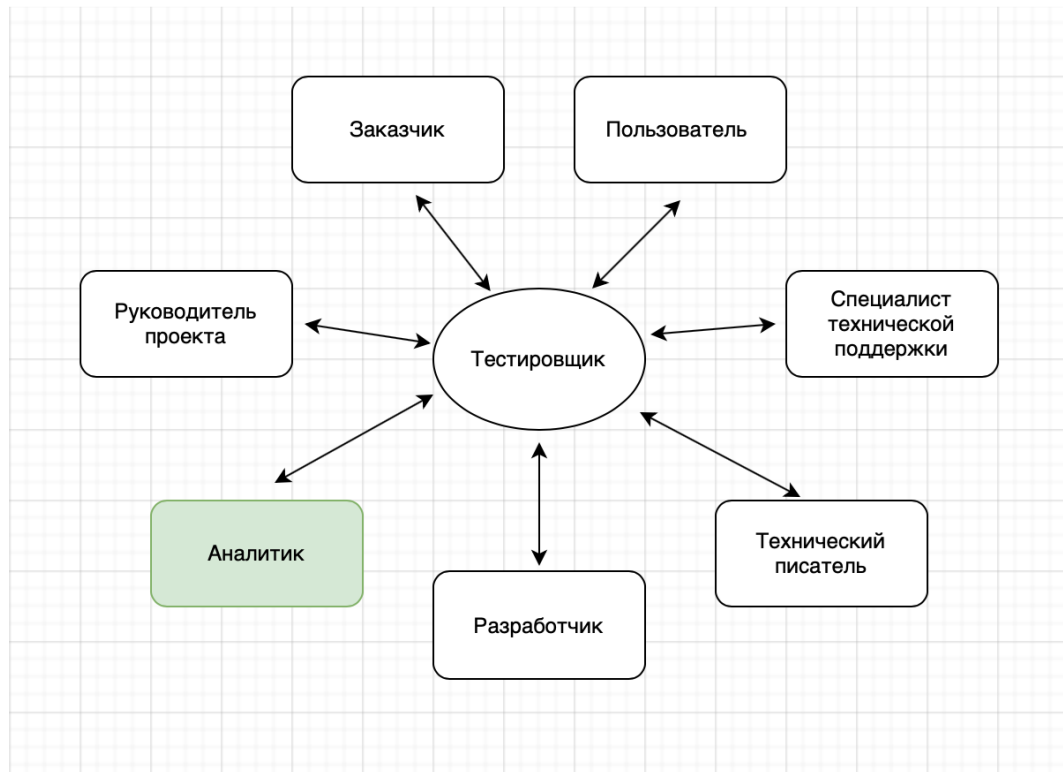 Заказчик
Пользователь
Руководитель
проекта
Тестировщик
Специалист
технической
поддержки
Аналитик
Разработчик
Технический
писатель